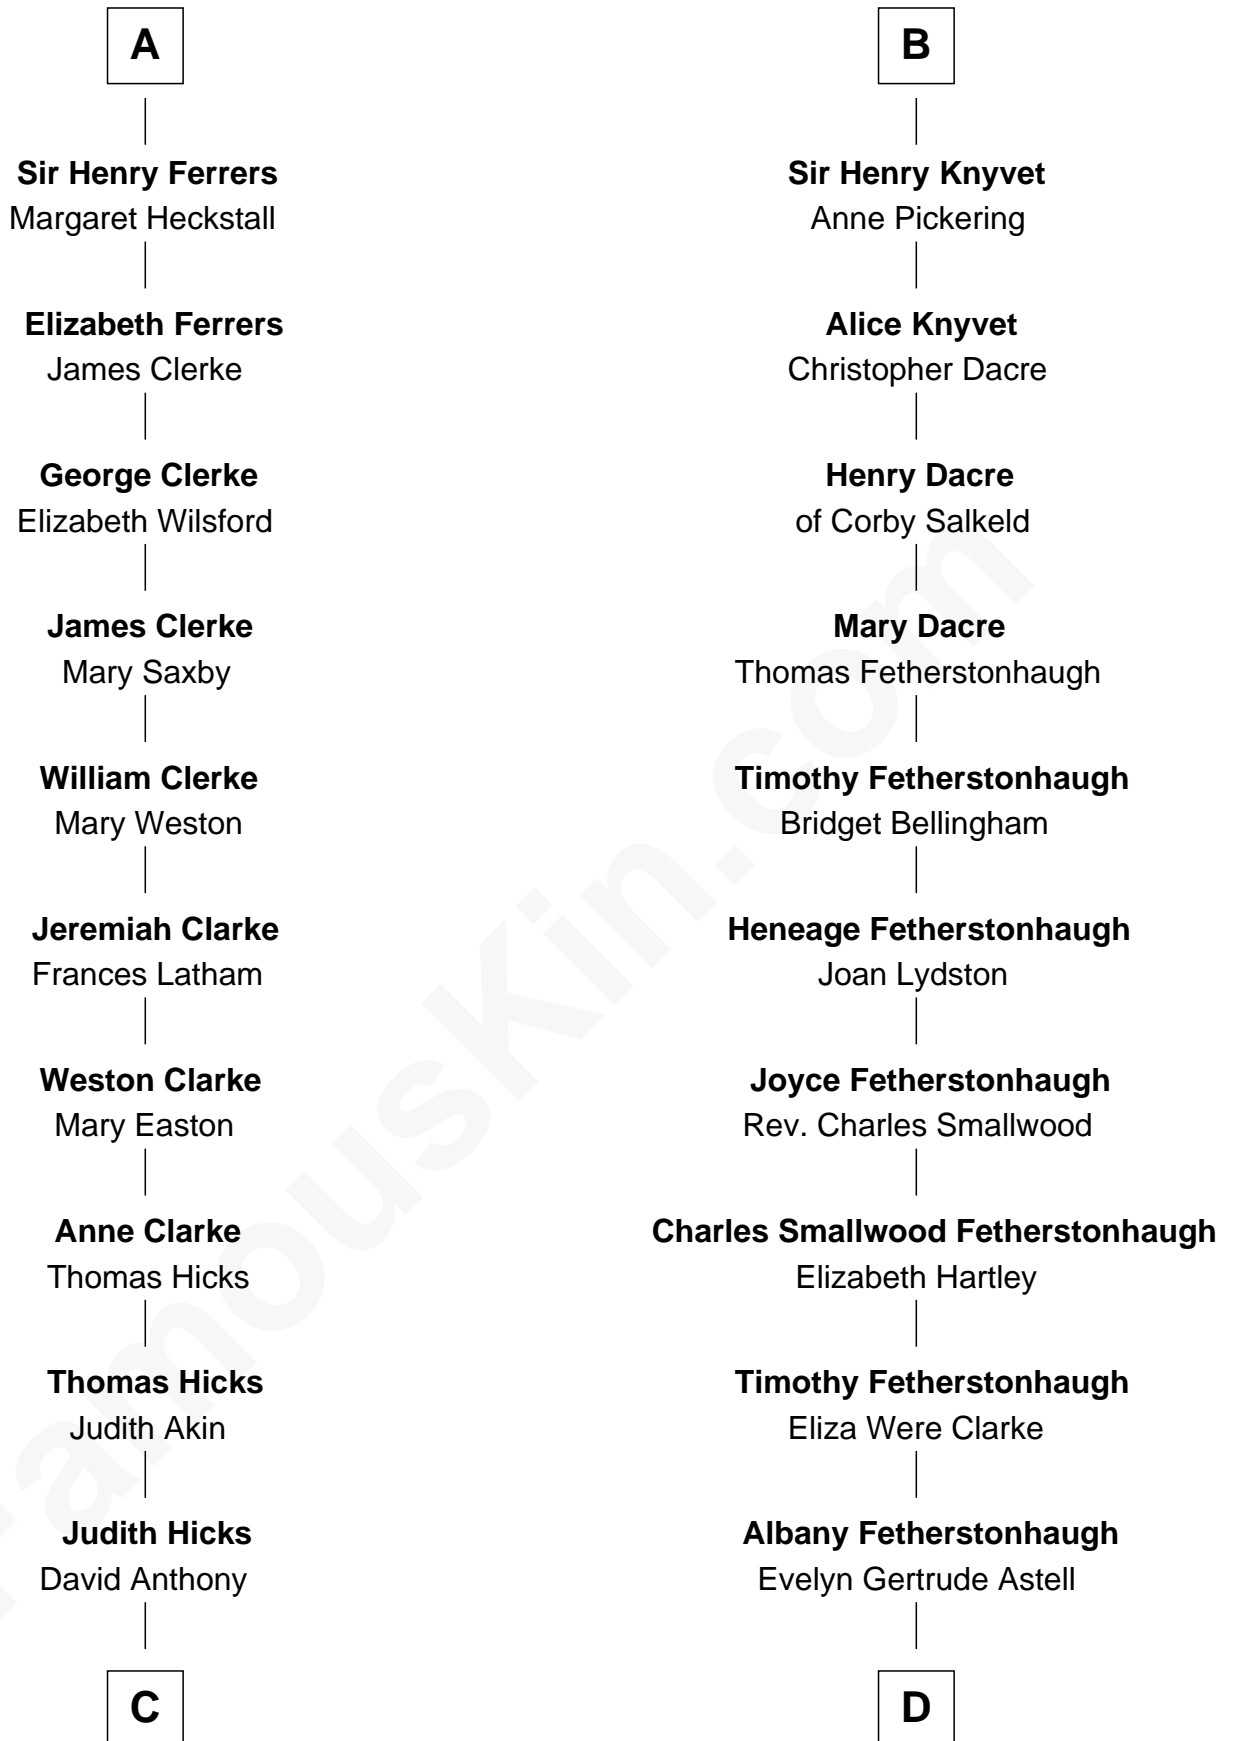 A
Sir Henry Ferrers
Margaret Heckstall
Elizabeth Ferrers
James Clerke
George Clerke
Elizabeth Wilsford
James Clerke
Mary Saxby
William Clerke
Mary Weston
Jeremiah Clarke
Frances Latham
Weston Clarke
Mary Easton
Anne Clarke
Thomas Hicks
Thomas Hicks
Judith Akin
Judith Hicks
David Anthony
C
B
Sir Henry Knyvet
Anne Pickering
Alice Knyvet
Christopher Dacre
Henry Dacre
of Corby Salkeld
Mary Dacre
Thomas Fetherstonhaugh
Timothy Fetherstonhaugh
Bridget Bellingham
Heneage Fetherstonhaugh
Joan Lydston
Joyce Fetherstonhaugh
Rev. Charles Smallwood
Charles Smallwood Fetherstonhaugh
Elizabeth Hartley
Timothy Fetherstonhaugh
Eliza Were Clarke
Albany Fetherstonhaugh
Evelyn Gertrude Astell
D
FamousKin.com